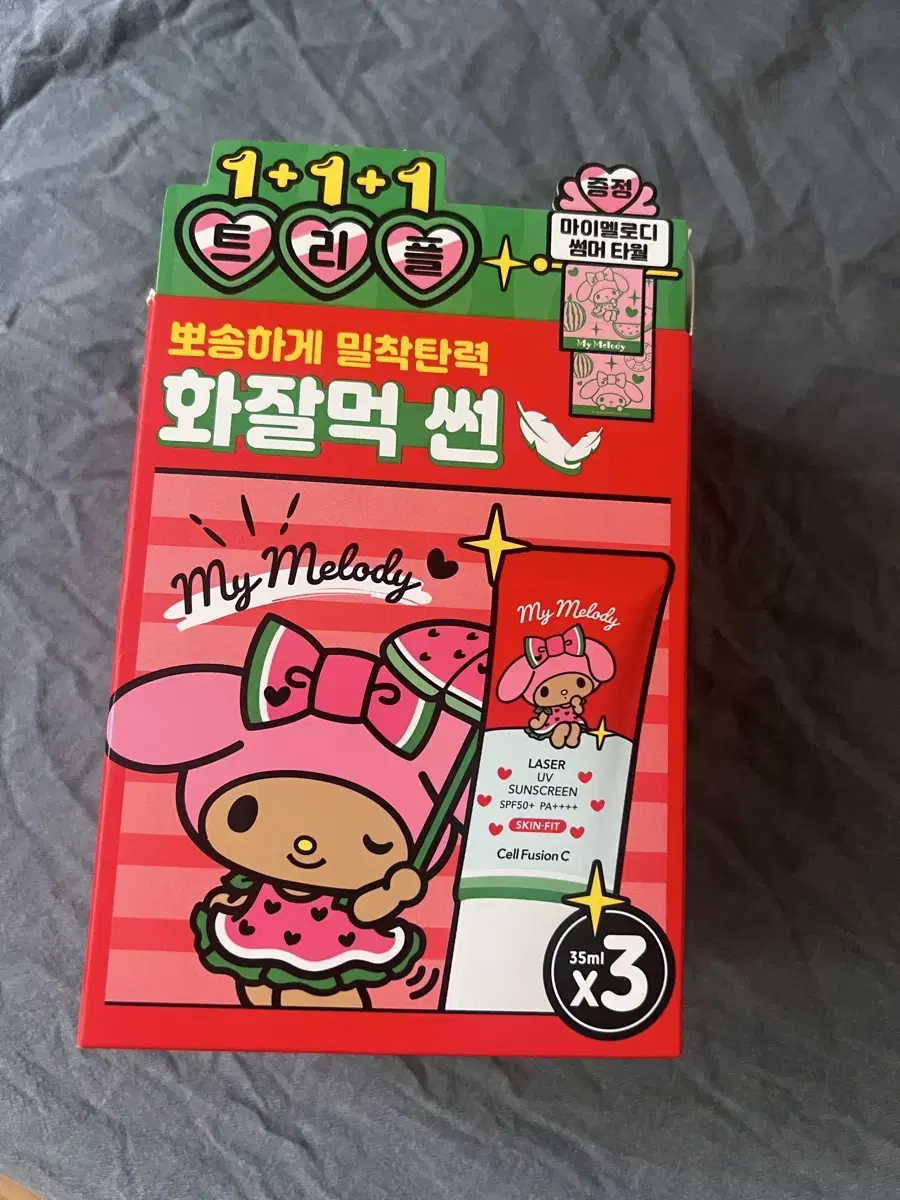 1+1+1
트리플
증정
마이멜로디
썸머 타월
My Melody
뽀송하게 밀착탄력
화잘먹 썬
My Melody
My Melody
LASER
UV
SUNSCREEN
SPF50+ PA++++
SKIN-FIT
Cell Fusion C
35ml
x3